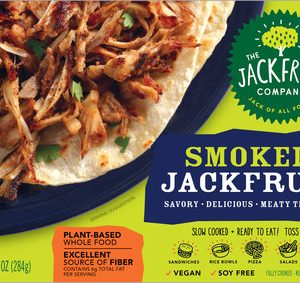 THE
JACKFRU
COMPAN
JACK OF ALL FO
SMOKE
JACKFRU
SAVORY • DELICIOUS • MEATY T
SERVING SUGGESTION
PLANT-BASED
WHOLE FOOD
EXCELLENT
SOURCE OF FIBER
CONTAINS 6g TOTAL FAT
PER SERVING
OZ (284g)
SLOW COOKED + READY TO EAT! TOSS
SANDWICHES RICE BOWLS PIZZA SALADS
✓ VEGAN ✓ SOY FREE FULLY COOKED